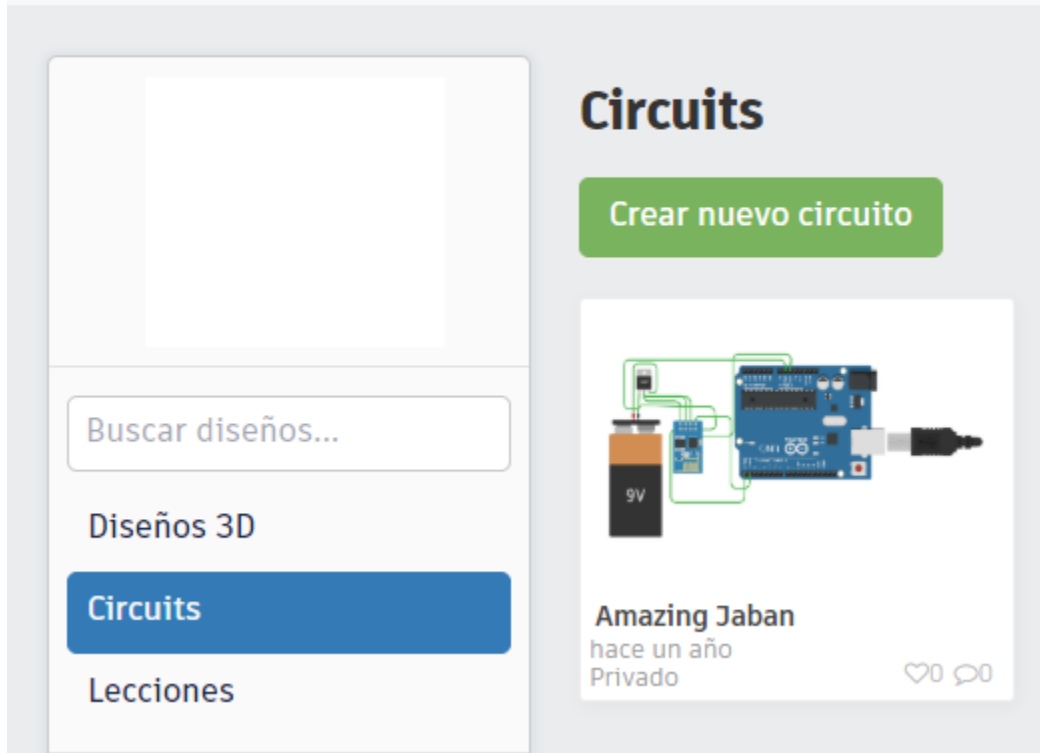 Buscar diseños...
Diseños 3D
Circuits
Lecciones
Circuits
Crear nuevo circuito
9V
UNO
Amazing Jaban
hace un año
Privado
0 0